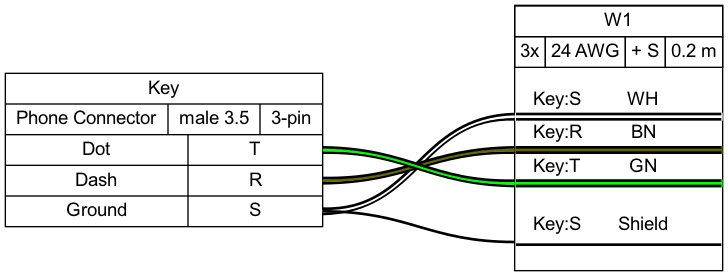 Key
Phone Connector male 3.5 3-pin
Dot T
Dash R
Ground S
W1
3x 24 AWG + S 0.2 m
Key:S WH
Key:R BN
Key:T GN
Key:S Shield